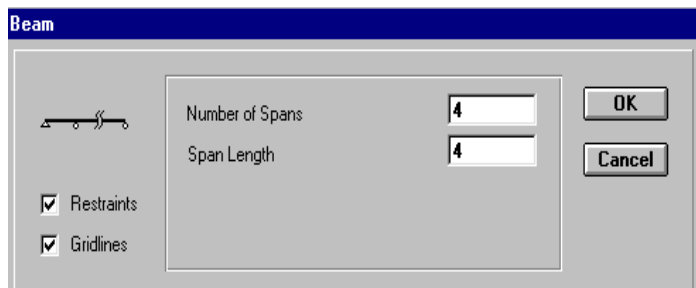 Beam
Number of Spans 4
OK
Span Length 4
Cancel
Restraints
Gridlines